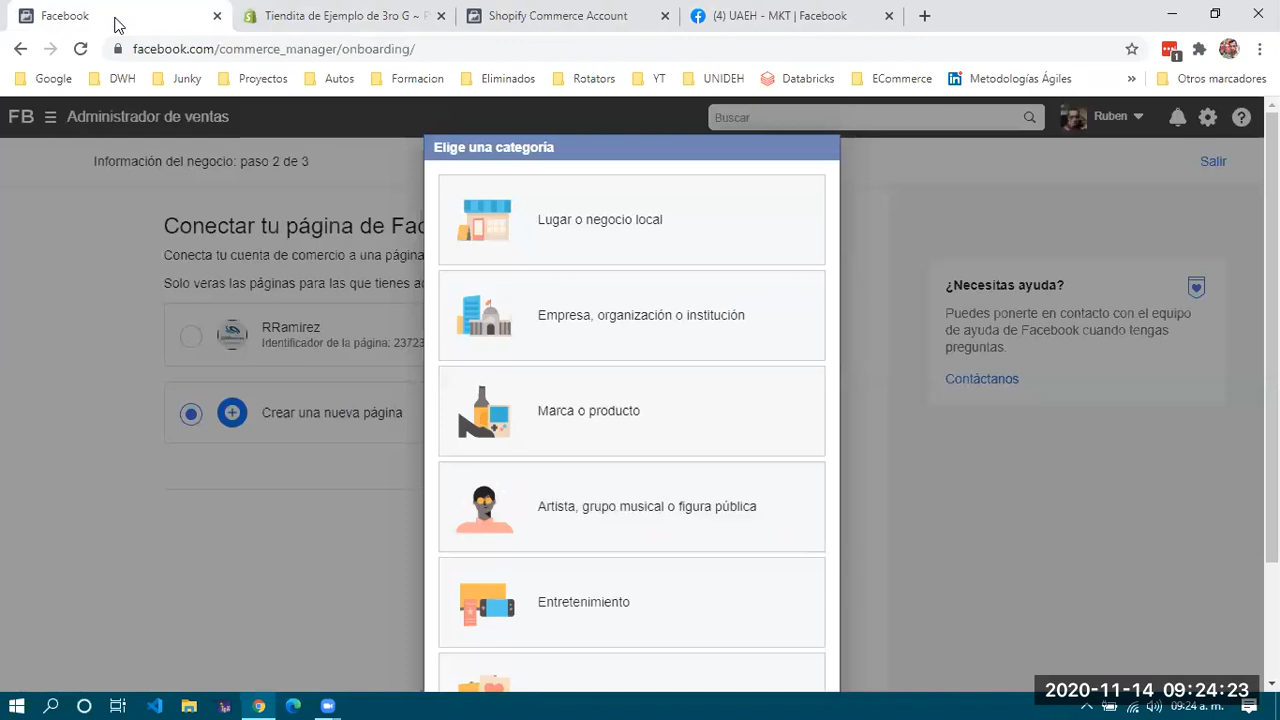 Facebook
Tiendita de Ejemplo de 3ro G ~ P
Shopify Commerce Account
(4) UAEH - MKT | Facebook
facebook.com/commerce_manager/onboarding/
1
Google
DWH
Junky
Proyectos
Autos
Formacion
Eliminados
Rotators
YT
UNIDEH
Databricks
ECommerce
Metodologías Ágiles
»
Otros marcadores
FB
Administrador de ventas
Buscar
Ruben
Información del negocio: paso 2 de 3
Salir
Elige una categoría
Conectar tu página de Fac
Conecta tu cuenta de comercio a una página
Solo veras las páginas para las que tienes ac
RRamírez
Identificador de la página: 23723
Crear una nueva página
Lugar o negocio local
Empresa, organización o institución
Marca o producto
Artista, grupo musical o figura pública
Entretenimiento
¿Necesitas ayuda?
Puedes ponerte en contacto con el equipo
de ayuda de Facebook cuando tengas
preguntas.
Contáctanos
2020-11-14 09:24:23
09:24 a. m.